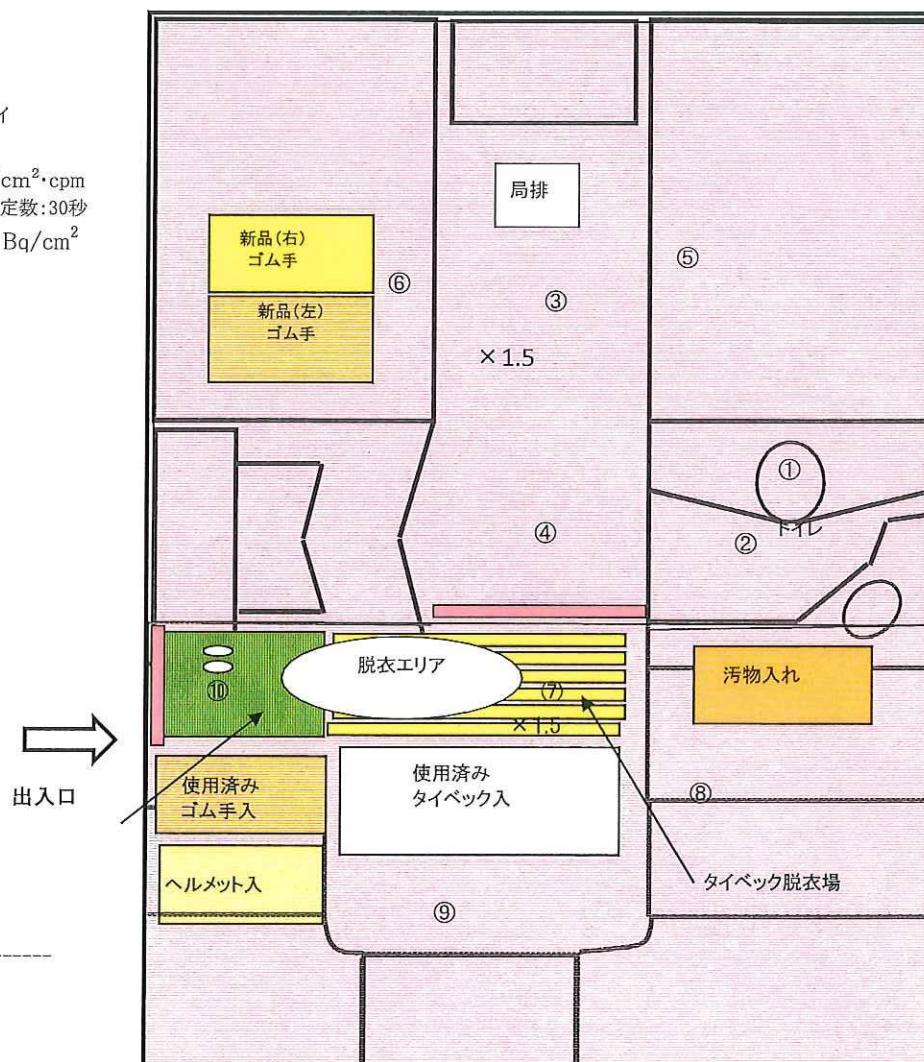 イ
cm²・cpm
定数:30秒
Bq/cm²
局排
新品(右)
ゴム手
⑥
⑤
③
新品(左)
ゴム手
×1.5
①
トイレ
④
②
脱衣エリア
汚物入れ
⑩
⑦
×1.5
出入口
使用済み
ゴム手入
使用済み
タイベック入
⑧
ヘルメット入
タイベック脱衣場
⑨